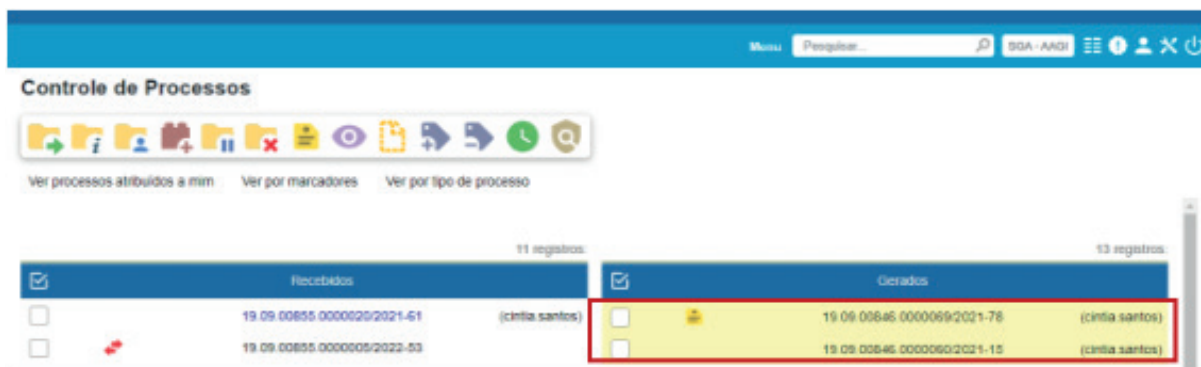 Menu Pesquisar... SGA - AAGI
Controle de Processos
Ver processos atribuídos a mim Ver por marcadores Ver por tipo de processo
11 registros: 13 registros:
Recebidos Gerados
19.09.00855.0000020/2021-61 (cintia.santos) 19.09.00846.0000069/2021-78 (cintia.santos)
19.09.00855.0000005/2022-53 19.09.00846.0000060/2021-15 (cintia.santos)